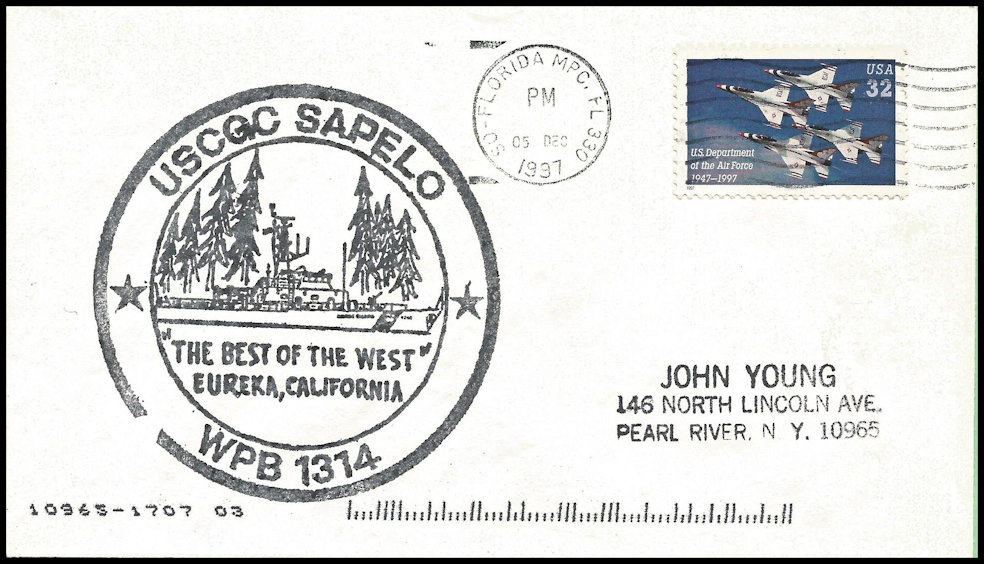 USCGC SAPELO
"THE BEST OF THE WEST"
EUREKA, CALIFORNIA
WPB 1314
SO-FLORIDA MPC, FL 330
PM
05 DEC
1997
USA
32
U.S. Department
of the Air Force
1947–1997
1997
JOHN YOUNG
146 NORTH LINCOLN AVE.
PEARL RIVER, N Y. 10965
10965-1707 03